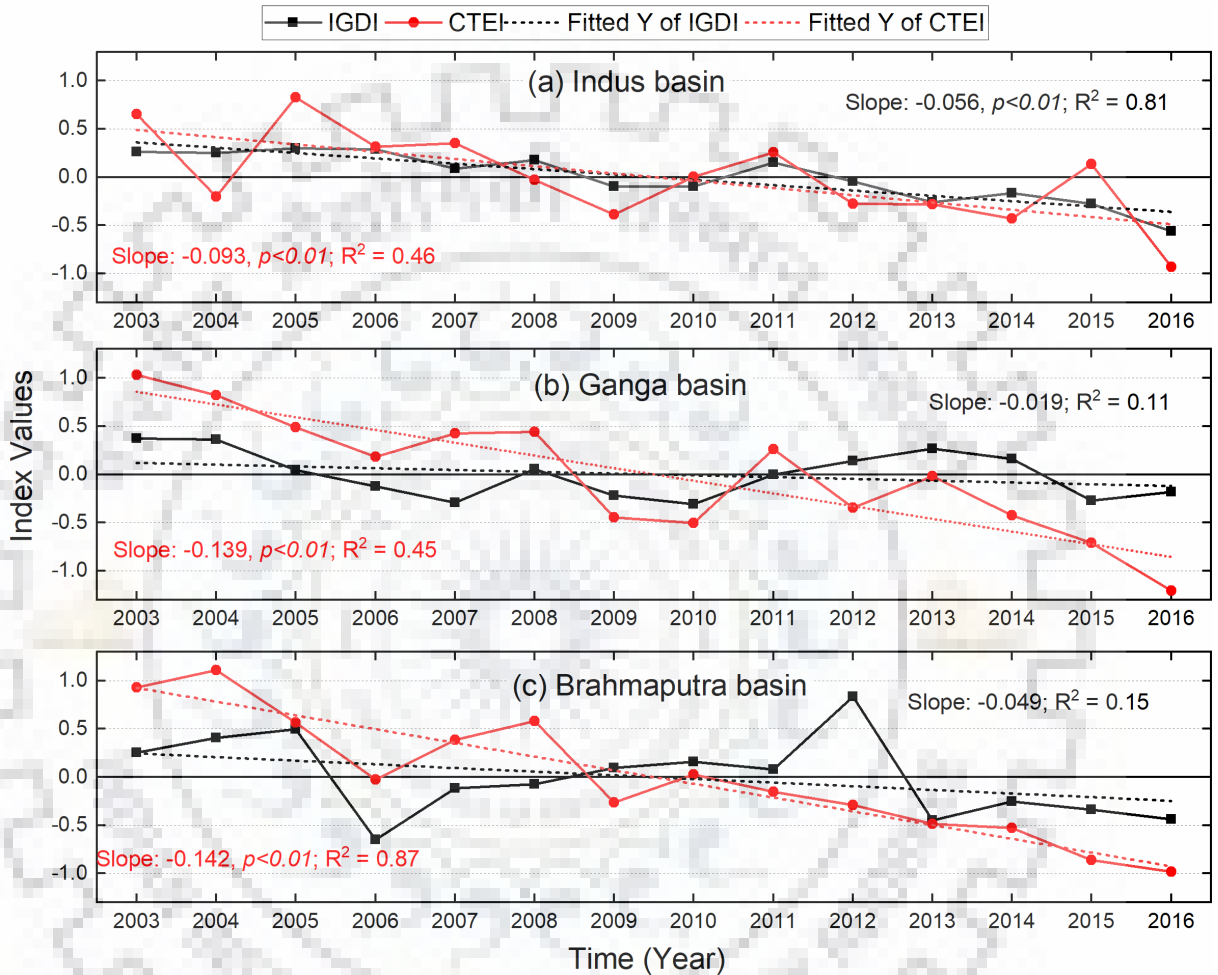 IGDI CTEI Fitted Y of IGDI Fitted Y of CTEI
Index Values
(a) Indus basin
Slope: -0.056, p<0.01; R² = 0.81
1.0
0.5
0.0
-0.5
-1.0
Slope: -0.093, p<0.01; R² = 0.46
2003 2004 2005 2006 2007 2008 2009 2010 2011 2012 2013 2014 2015 2016
(b) Ganga basin
Slope: -0.019; R² = 0.11
1.0
0.5
0.0
-0.5
-1.0
Slope: -0.139, p<0.01; R² = 0.45
2003 2004 2005 2006 2007 2008 2009 2010 2011 2012 2013 2014 2015 2016
(c) Brahmaputra basin
Slope: -0.049; R² = 0.15
1.0
0.5
0.0
-0.5
-1.0
Slope: -0.142, p<0.01; R² = 0.87
2003 2004 2005 2006 2007 2008 2009 2010 2011 2012 2013 2014 2015 2016
Time (Year)